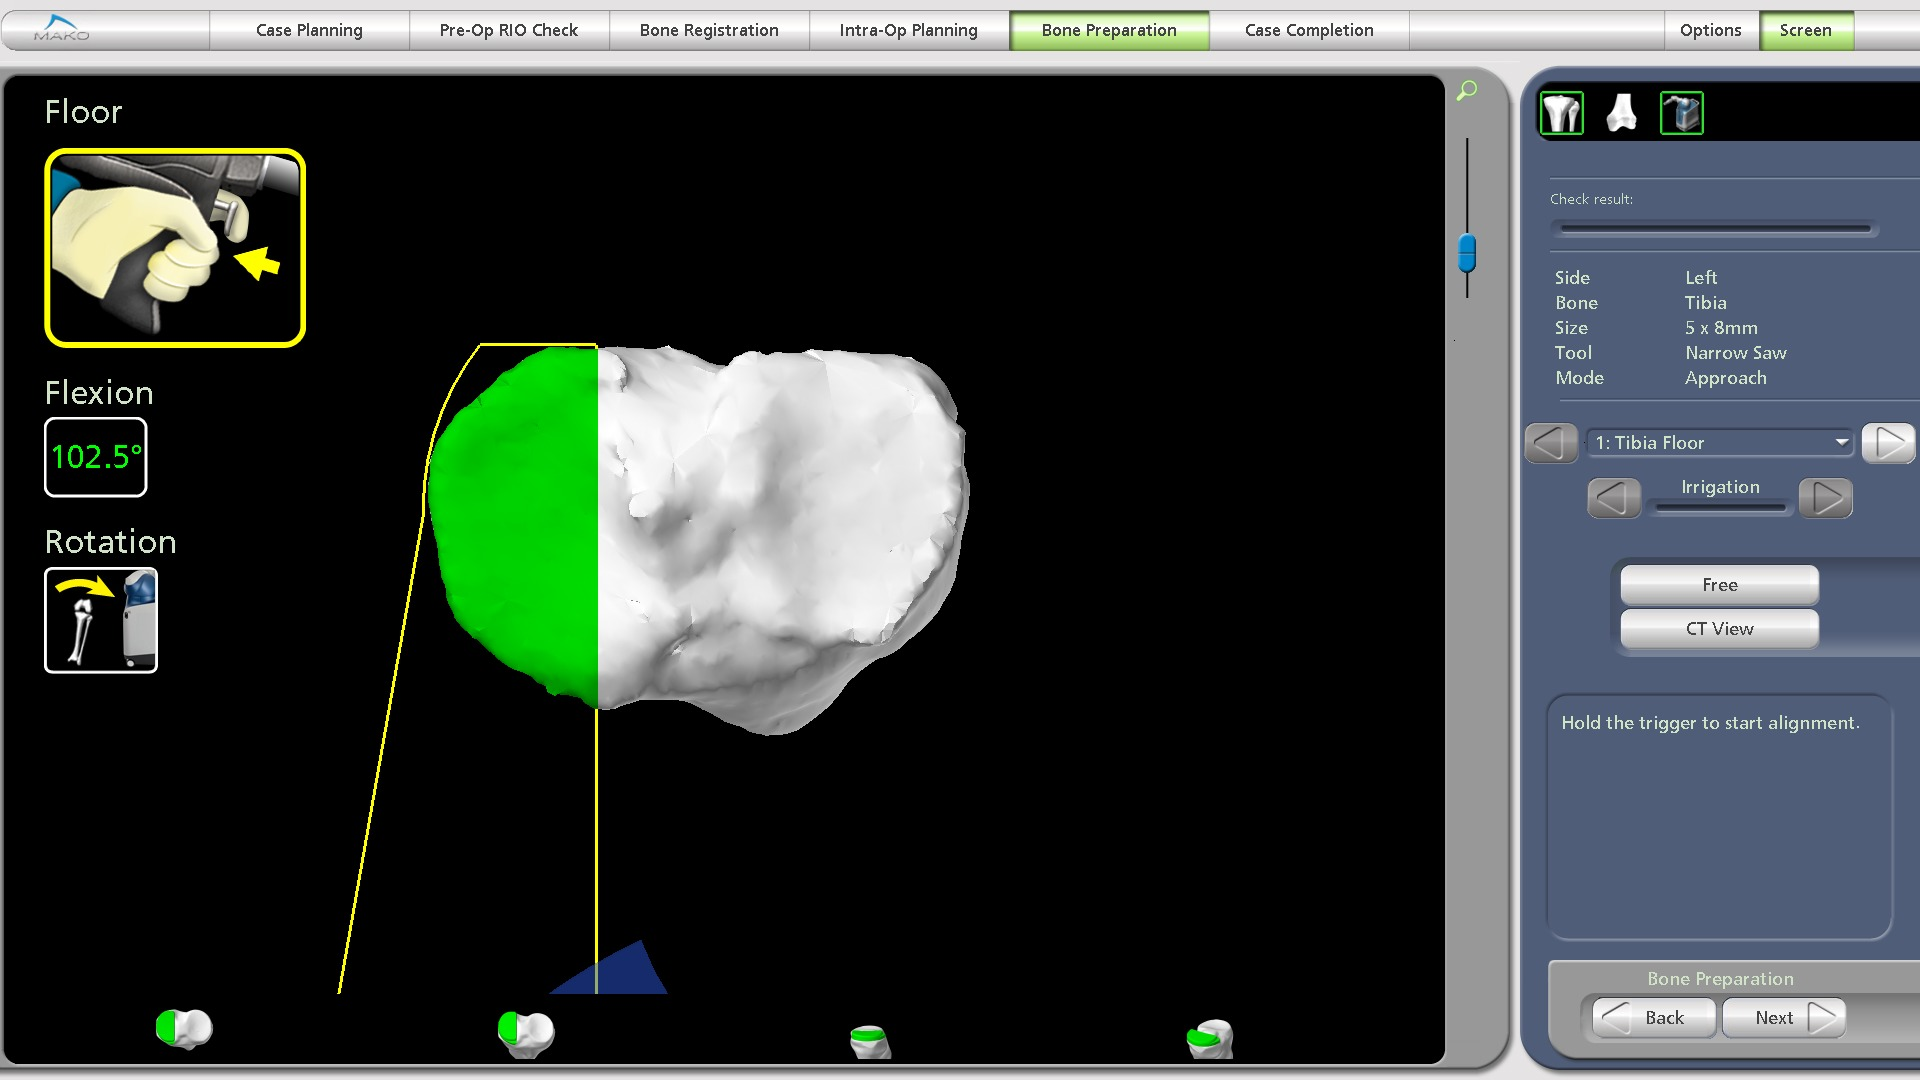 MAKO
Case Planning
Pre-Op RIO Check
Bone Registration
Intra-Op Planning
Bone Preparation
Case Completion
Options
Screen
Floor
Flexion
102.5°
Rotation
Check result:
Side Left
Bone Tibia
Size 5 x 8mm
Tool Narrow Saw
Mode Approach
1: Tibia Floor
Irrigation
Free
CT View
Hold the trigger to start alignment.
Bone Preparation
Back
Next